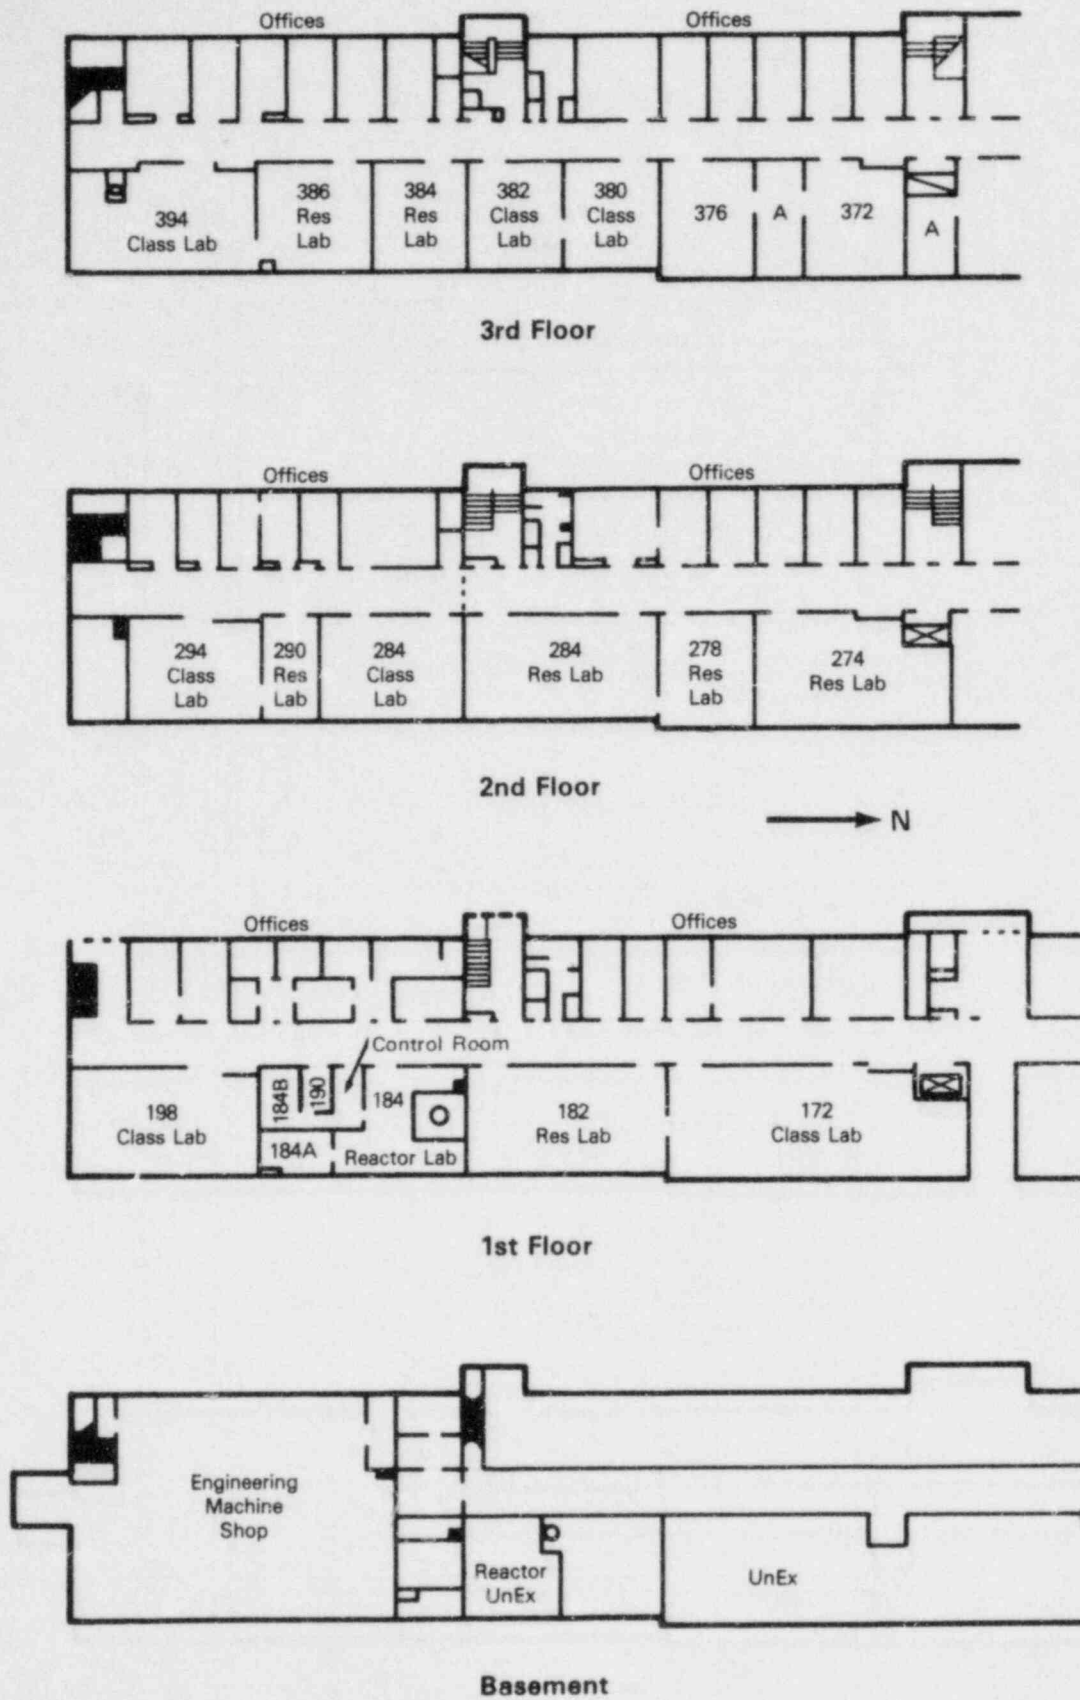 Offices
Offices
394
Class Lab
386
Res
Lab
384
Res
Lab
382
Class
Lab
380
Class
Lab
376
A
372
A
3rd Floor
Offices
Offices
294
Class
Lab
290
Res
Lab
284
Class
Lab
284
Res Lab
278
Res
Lab
274
Res Lab
2nd Floor
N
Offices
Offices
Control Room
198
Class Lab
184B
190
184
184A
Reactor Lab
182
Res Lab
172
Class Lab
1st Floor
Engineering
Machine
Shop
Reactor
UnEx
UnEx
Basement